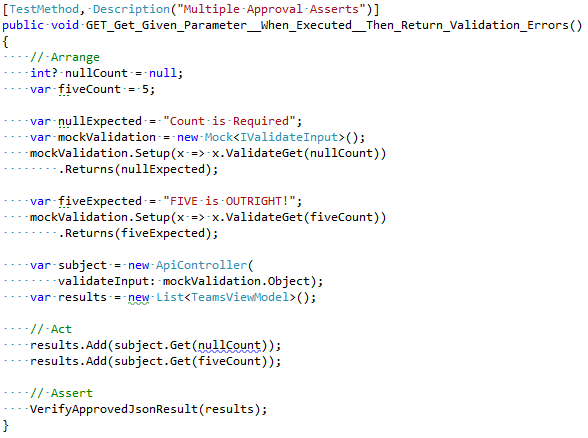 [TestMethod, Description("Multiple Approval Asserts")]
public void GET_Get_Given_Parameter__When_Executed__Then_Return_Validation_Errors()
{
    // Arrange
    int? nullCount = null;
    var fiveCount = 5;

    var nullExpected = "Count is Required";
    var mockValidation = new Mock<IValidateInput>();
    mockValidation.Setup(x => x.ValidateGet(nullCount))
        .Returns(nullExpected);

    var fiveExpected = "FIVE is OUTRIGHT!";
    mockValidation.Setup(x => x.ValidateGet(fiveCount))
        .Returns(fiveExpected);

    var subject = new ApiController(
        validateInput: mockValidation.Object);
    var results = new List<TeamsViewModel>();

    // Act
    results.Add(subject.Get(nullCount));
    results.Add(subject.Get(fiveCount));

    // Assert
    VerifyApprovedJsonResult(results);
}